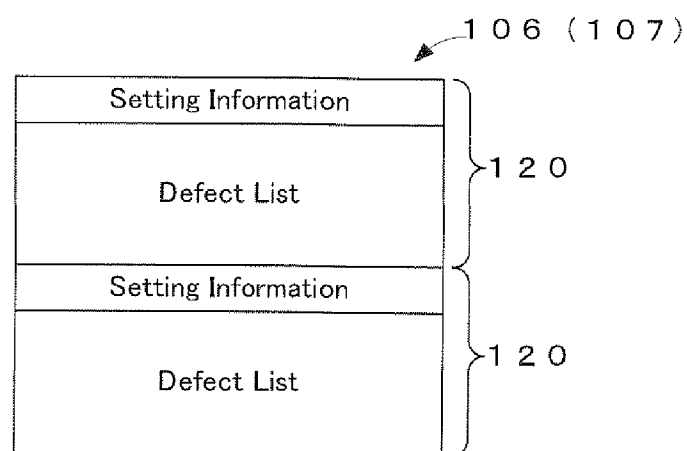 106 (107)
Setting Information
Defect List
120
Setting Information
Defect List
120